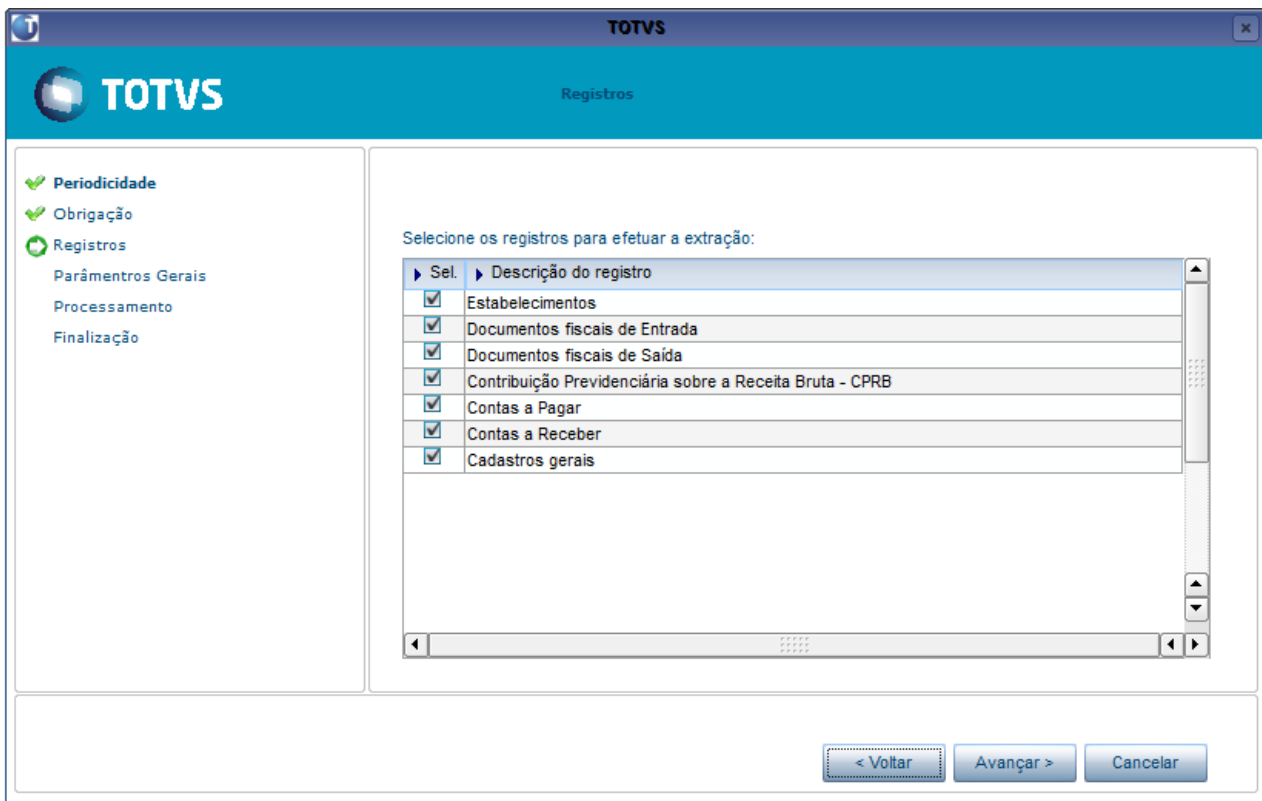 TOTVS
TOTVS
Registros
Periodicidade
Obrigação
Registros
Parâmentros Gerais
Processamento
Finalização
Selecione os registros para efetuar a extração:
Sel. Descrição do registro
Estabelecimentos
Documentos fiscais de Entrada
Documentos fiscais de Saída
Contribuição Previdenciária sobre a Receita Bruta - CPRB
Contas a Pagar
Contas a Receber
Cadastros gerais
< Voltar Avançar > Cancelar